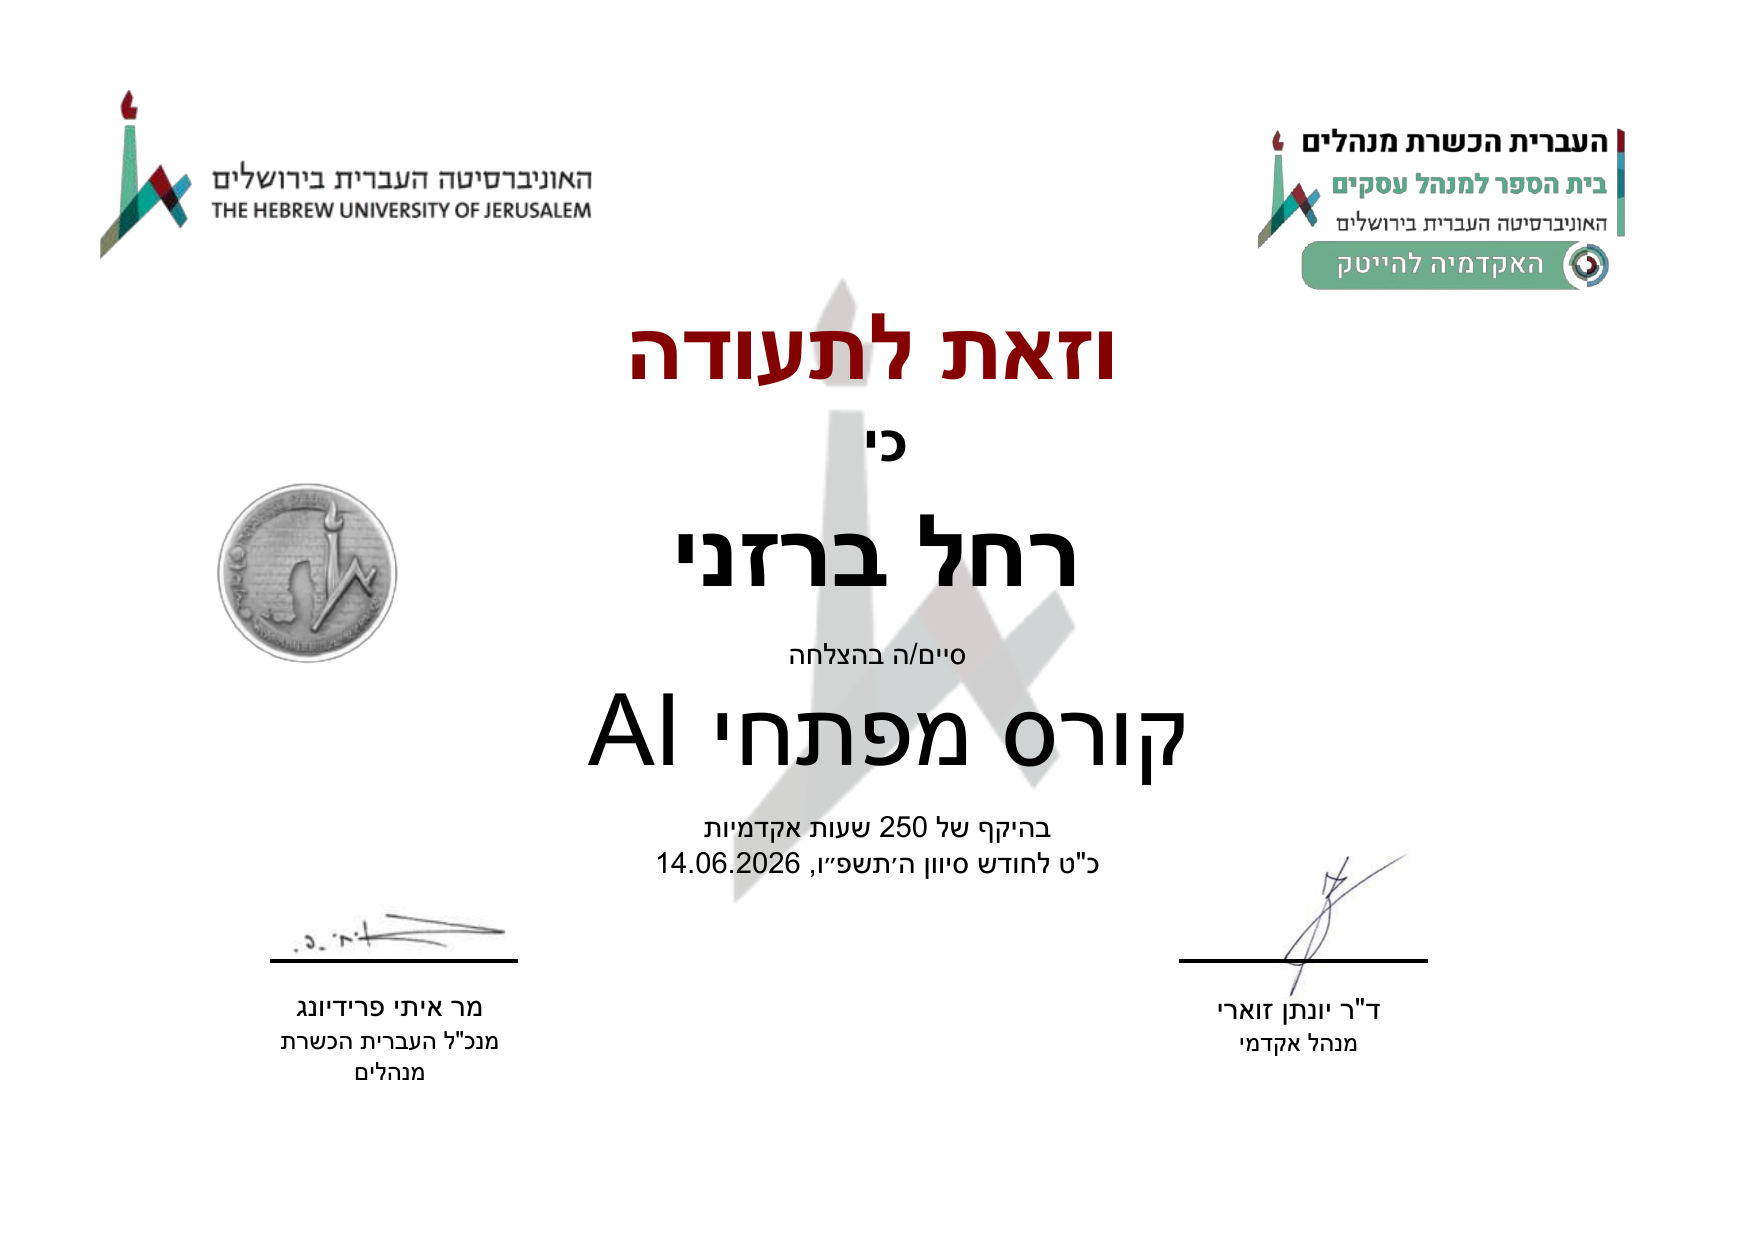 האוניברסיטה העברית בירושלים
THE HEBREW UNIVERSITY OF JERUSALEM
העברית הכשרת מנהלים
בית הספר למנהל עסקים
האוניברסיטה העברית בירושלים
האקדמיה להייטק
וזאת לתעודה
כי
רחל ברזני
סיים/ה בהצלחה
קורס מפתחי AI
בהיקף של 250 שעות אקדמיות
כ"ט לחודש סיוון ה׳תשפ״ו, 14.06.2026
ד"ר יונתן זוארי
מנהל אקדמי
מר איתי פרידיונג
מנכ"ל העברית הכשרת
מנהלים